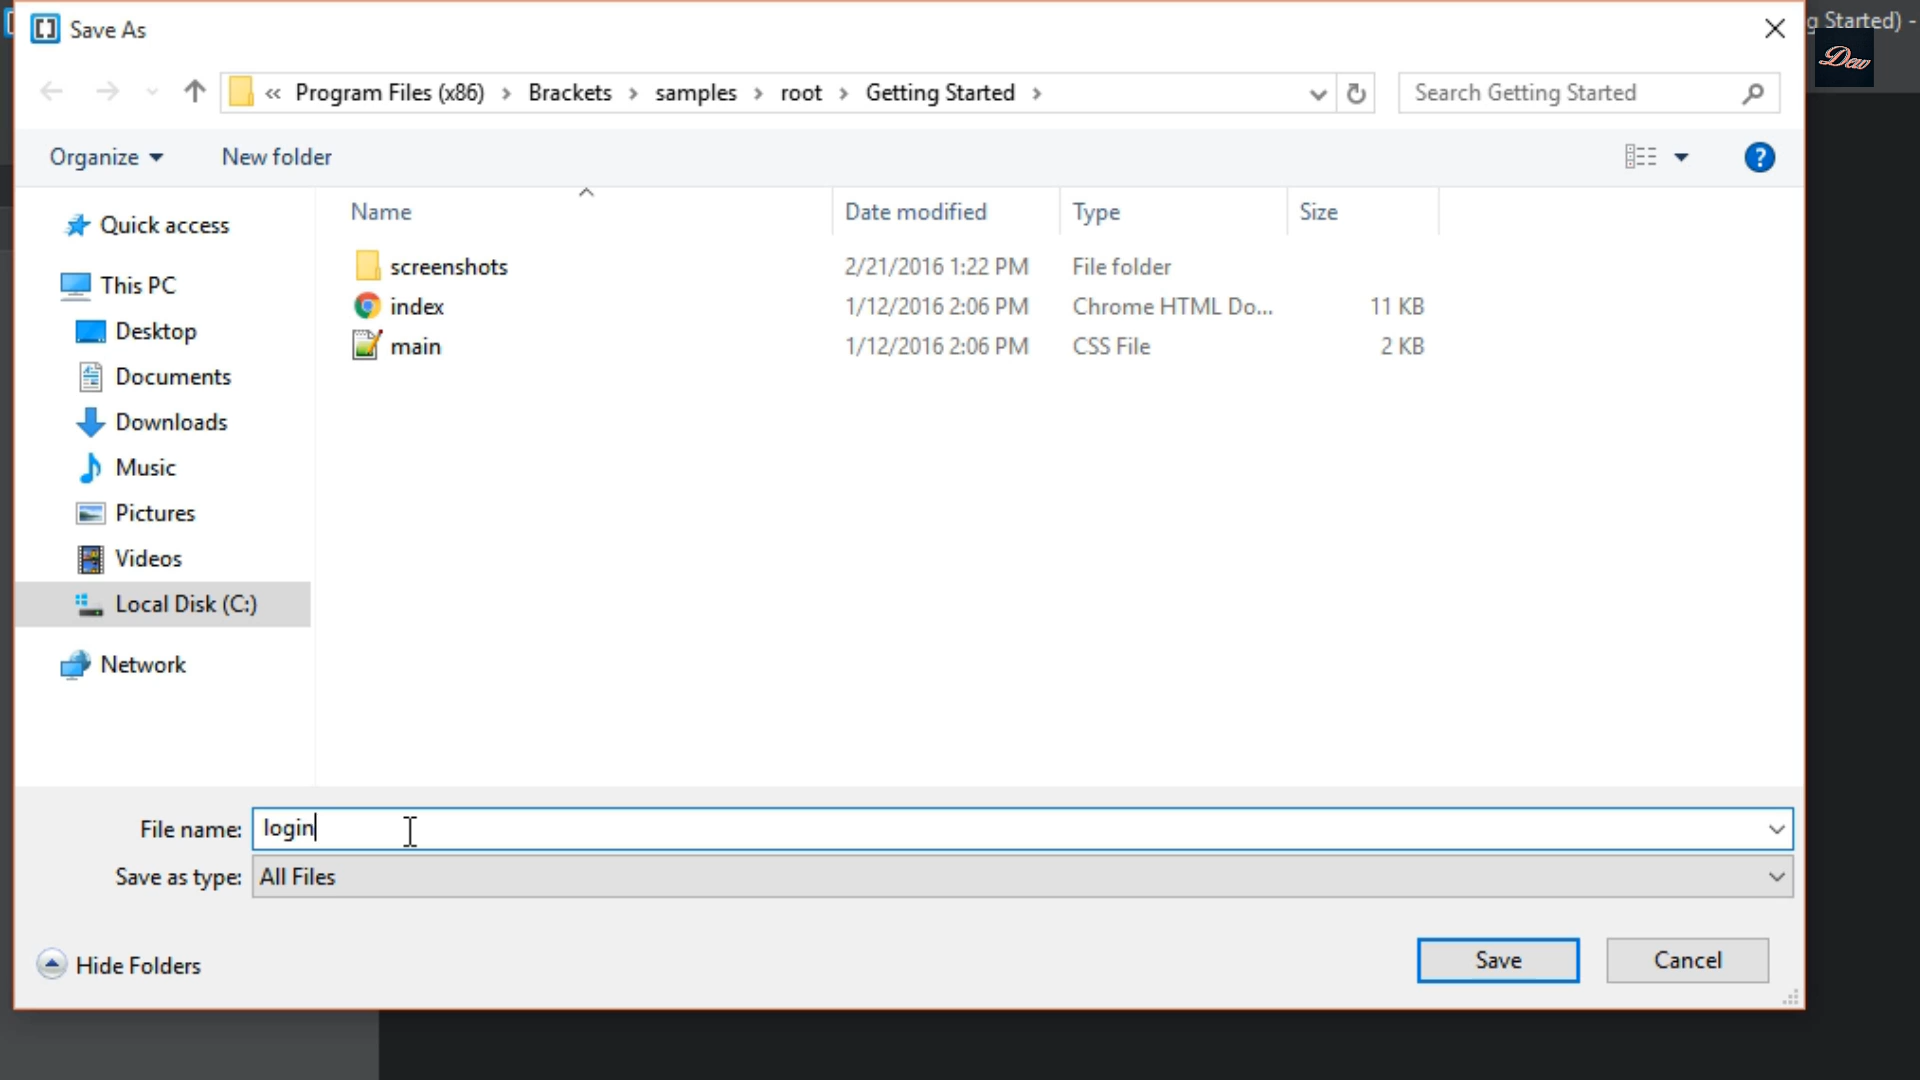 Save As
g Started) -
Dew
« Program Files (x86) › Brackets › samples › root › Getting Started ›
Search Getting Started
Organize
New folder
?
Quick access
This PC
Desktop
Documents
Downloads
Music
Pictures
Videos
Local Disk (C:)
Network
Name Date modified Type Size
screenshots 2/21/2016 1:22 PM File folder
index 1/12/2016 2:06 PM Chrome HTML Do... 11 KB
main 1/12/2016 2:06 PM CSS File 2 KB
File name: login
Save as type: All Files
Hide Folders
Save
Cancel